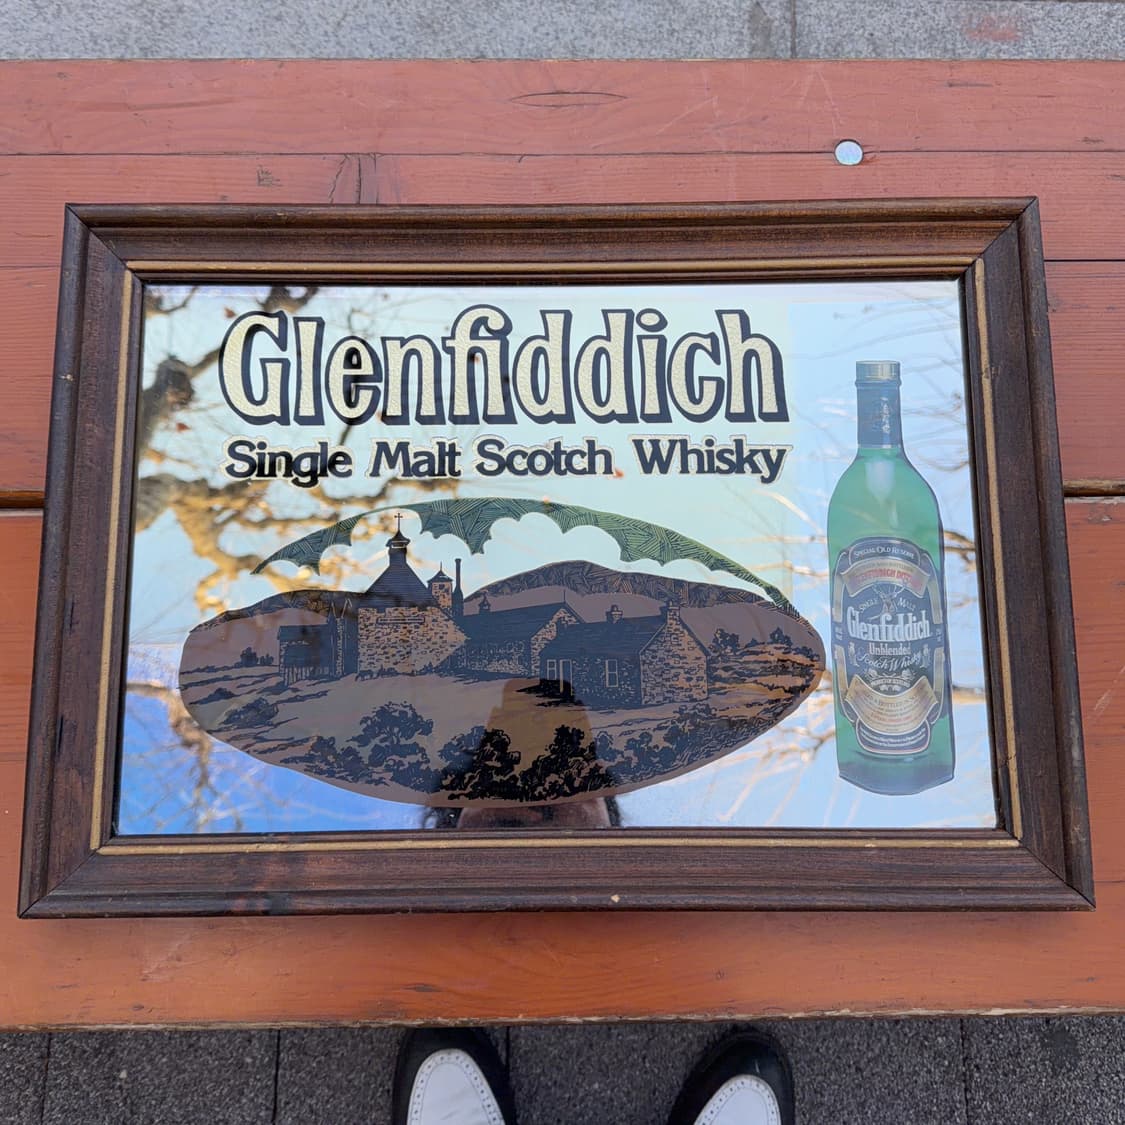 Glenfiddich
Single Malt Scotch Whisky
SPECIAL OLD RESERVE
SINGLE MALT
Glenfiddich
Unblended
Scotch Whisky